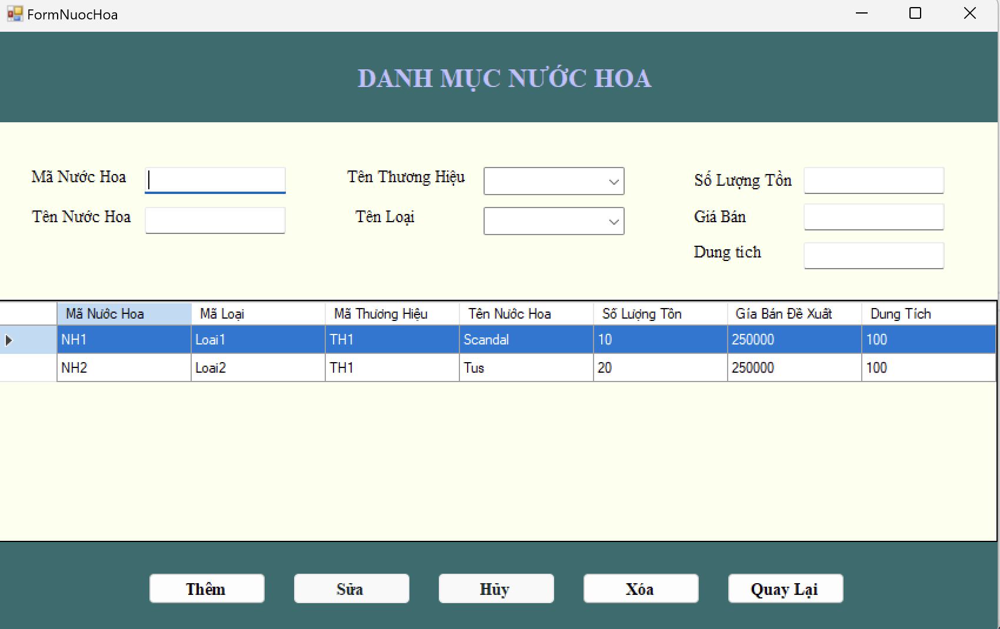 FormNuocHoa
DANH MỤC NƯỚC HOA
Mã Nước Hoa
Tên Thương Hiệu
Số Lượng Tồn
Tên Nước Hoa
Tên Loại
Giá Bán
Dung tich
Mã Nước Hoa Mã Loại Mã Thương Hiệu Tên Nước Hoa Số Lượng Tồn Gía Bán Đề Xuất Dung Tích
NH1 Loai1 TH1 Scandal 10 250000 100
NH2 Loai2 TH1 Tus 20 250000 100
Thêm Sửa Hủy Xóa Quay Lại